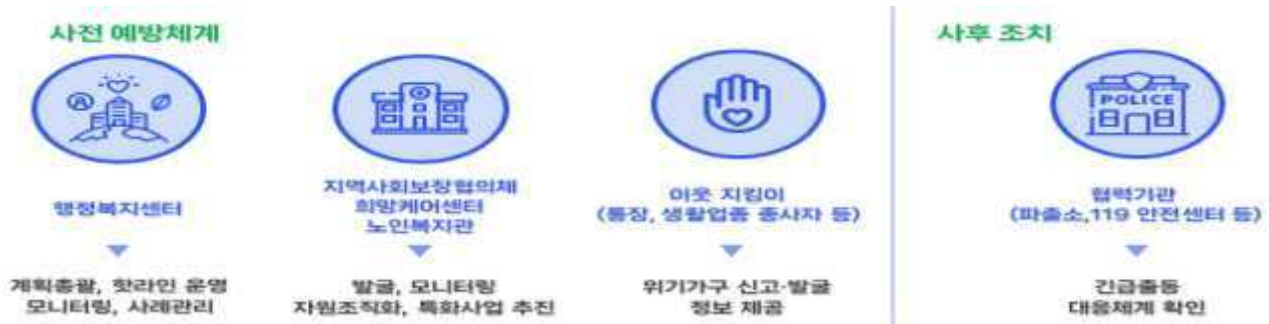 사전 예방체계
사후 조치
POLICE
행정복지센터
지역사회보장협의체
희망케어센터
노인복지관
이웃 지킴이
(통장, 생활업종 종사자 등)
협력기관
(파출소,119 안전센터 등)
계획총괄, 핫라인 운영
모니터링, 사례관리
발굴, 모니터링
자원조직화, 특화사업 추진
위기가구 신고·발굴
정보 제공
긴급출동
대응체계 확인